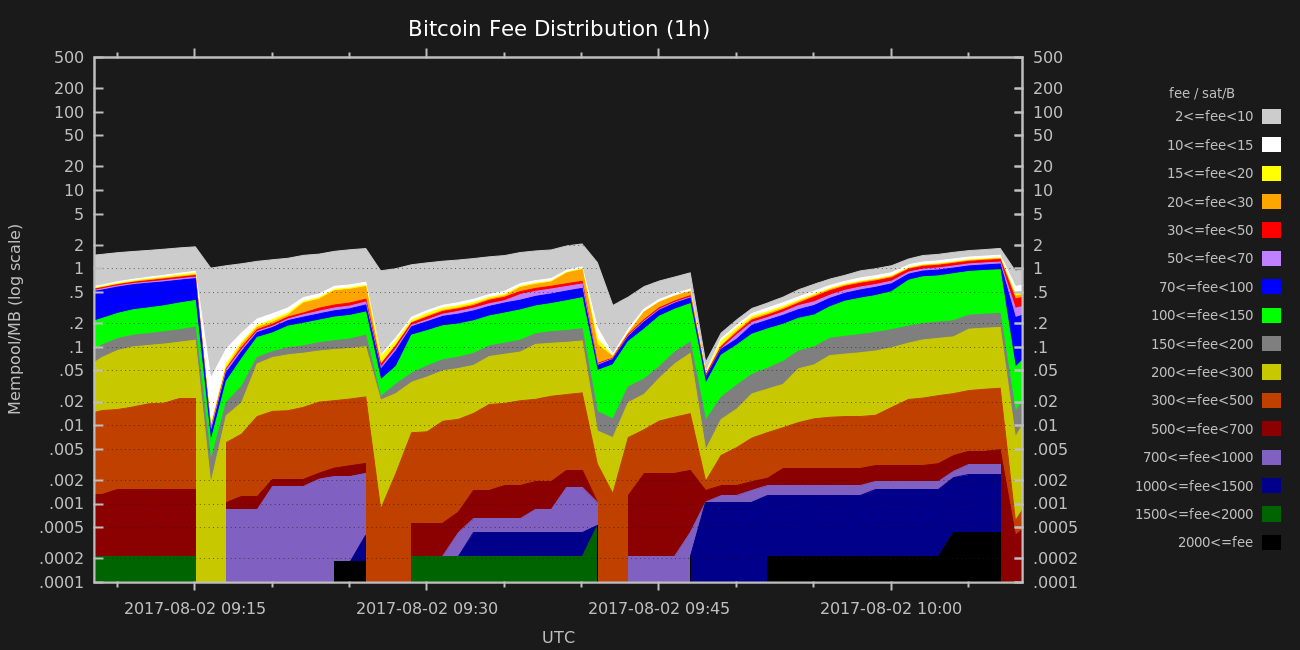 Bitcoin Fee Distribution (1h)
500 500
200 200
100 100
50 50
20 20
10 10
5 5
2 2
1 1
.5 .5
.2 .2
.1 .1
.05 .05
.02 .02
.01 .01
.005 .005
.002 .002
.001 .001
.0005 .0005
.0002 .0002
.0001 .0001
Mempool/MB (log scale)
2017-08-02 09:15 2017-08-02 09:30 2017-08-02 09:45 2017-08-02 10:00
UTC
fee / sat/B
2<=fee<10
10<=fee<15
15<=fee<20
20<=fee<30
30<=fee<50
50<=fee<70
70<=fee<100
100<=fee<150
150<=fee<200
200<=fee<300
300<=fee<500
500<=fee<700
700<=fee<1000
1000<=fee<1500
1500<=fee<2000
2000<=fee